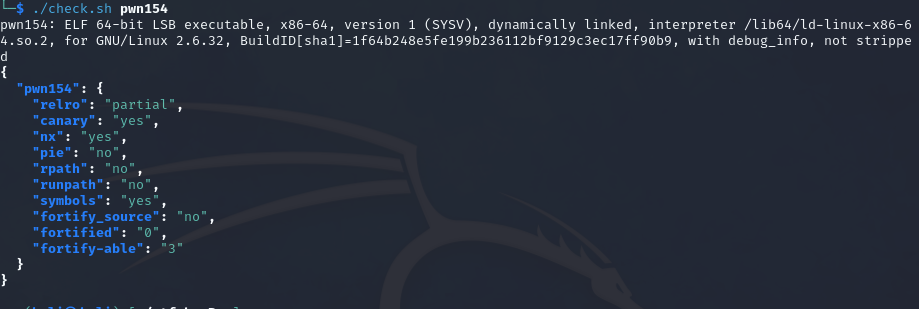 └─$ ./check.sh pwn154
pwn154: ELF 64-bit LSB executable, x86-64, version 1 (SYSV), dynamically linked, interpreter /lib64/ld-linux-x86-6
4.so.2, for GNU/Linux 2.6.32, BuildID[sha1]=1f64b248e5fe199b236112bf9129c3ec17ff90b9, with debug_info, not strippe
d
{
  "pwn154": {
    "relro": "partial",
    "canary": "yes",
    "nx": "yes",
    "pie": "no",
    "rpath": "no",
    "runpath": "no",
    "symbols": "yes",
    "fortify_source": "no",
    "fortified": "0",
    "fortify-able": "3"
  }
}